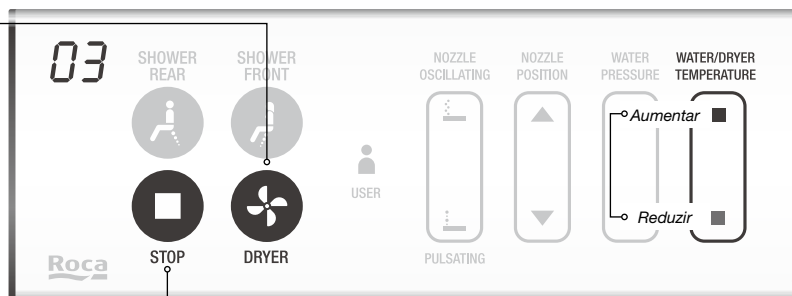 03
SHOWER
REAR
SHOWER
FRONT
NOZZLE
OSCILLATING
NOZZLE
POSITION
WATER
PRESSURE
WATER/DRYER
TEMPERATURE
Aumentar
USER
Reduzir
STOP
DRYER
PULSATING
Roca